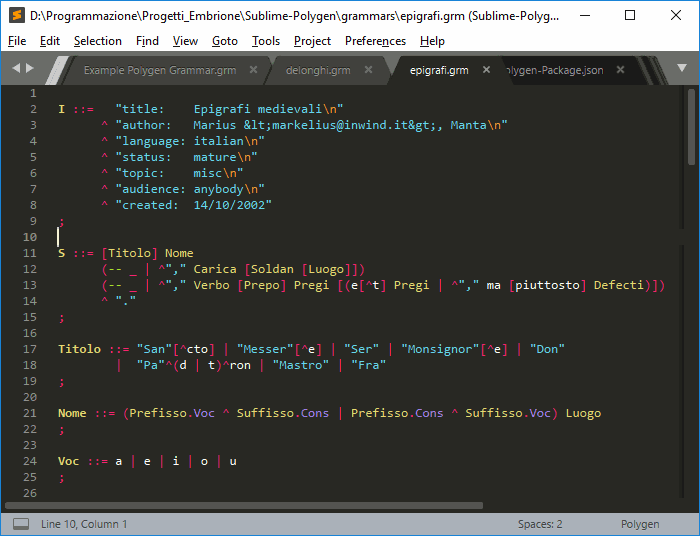 D:\Programmazione\Progetti_Embrione\Sublime-Polygen\grammars\epigrafi.grm (Sublime-Polyg...
File Edit Selection Find View Goto Tools Project Preferences Help
Example Polygen Grammar.grm delonghi.grm epigrafi.grm olygen-Package.json
1
2 I ::= "title: Epigrafi medievali\n"
3 ^ "author: Marius &lt;markelius@inwind.it&gt;, Manta\n"
4 ^ "language: italian\n"
5 ^ "status: mature\n"
6 ^ "topic: misc\n"
7 ^ "audience: anybody\n"
8 ^ "created: 14/10/2002"
9 ;
10
11 S ::= [Titolo] Nome
12 (-- _ | ^"," Carica [Soldan [Luogo]])
13 (-- _ | ^"," Verbo [Prepo] Pregi [(e[^t] Pregi | ^"," ma [piuttosto] Defecti)])
14 ^ "."
15 ;
16
17 Titolo ::= "San"[^cto] | "Messer"[^e] | "Ser" | "Monsignor"[^e] | "Don"
18 | "Pa"^(d | t)^ron | "Mastro" | "Fra"
19 ;
20
21 Nome ::= (Prefisso.Voc ^ Suffisso.Cons | Prefisso.Cons ^ Suffisso.Voc) Luogo
22 ;
23
24 Voc ::= a | e | i | o | u
25 ;
26
Line 10, Column 1 Spaces: 2 Polygen